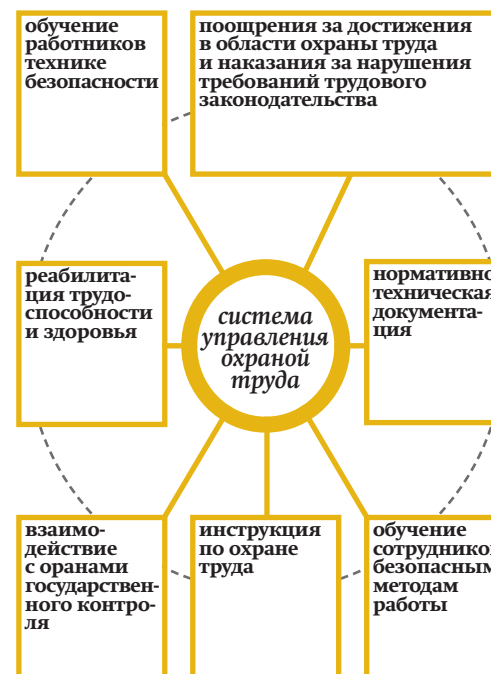 обучение
работников
технике
безопасности
поощрения за достижения
в области охраны труда
и наказания за нарушения
требований трудового
законодательства
реабилита-
ция трудо-
способности
и здоровья
система
управления
охраной
труда
нормативно
техническая
документа-
ция
взаимо-
действие
с оранами
государствен-
ного контро-
ля
инструкция
по охране
труда
обучение
сотруднико
безопасным
методам
работы